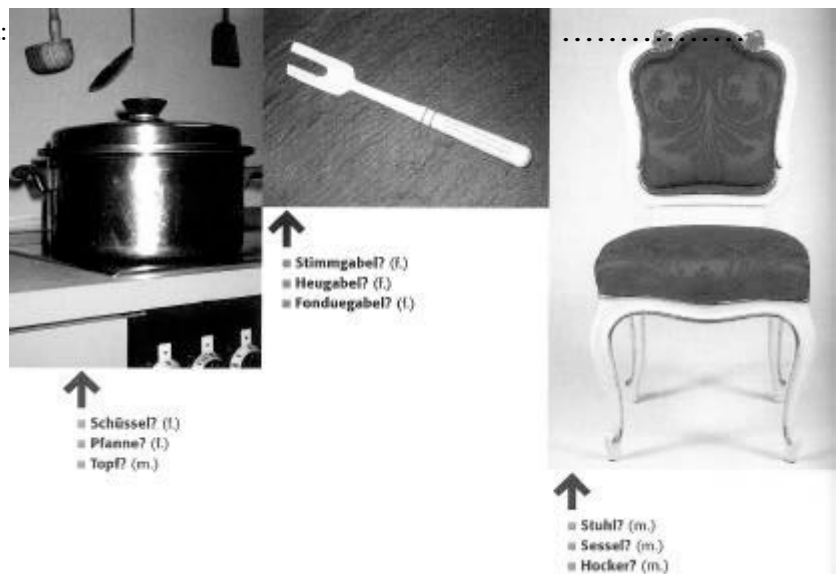 :
....................
Stimmgabel? (f.)
Heugabel? (f.)
Fonduegabel? (f.)
Schüssel? (f.)
Pfanne? (f.)
Topf? (m.)
Stuhl? (m.)
Sessel? (m.)
Hocker? (m.)